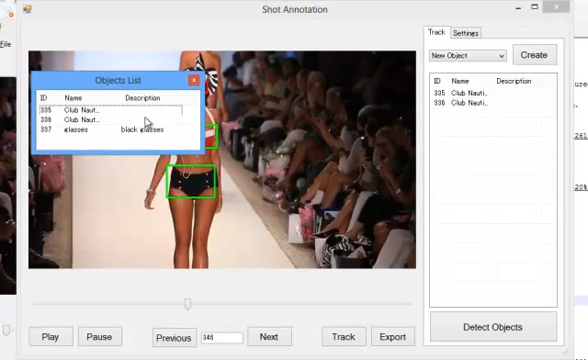 Shot Annotation
File
Objects List
x
ID Name Description
335 Club Naut...
336 Club Naut...
337 glasses black glasses
Track Settings
New Object Create
ID Name Description
335 Club Nauti...
336 Club Nauti...
Detect Objects
Play Pause Previous 346 Next Track Export